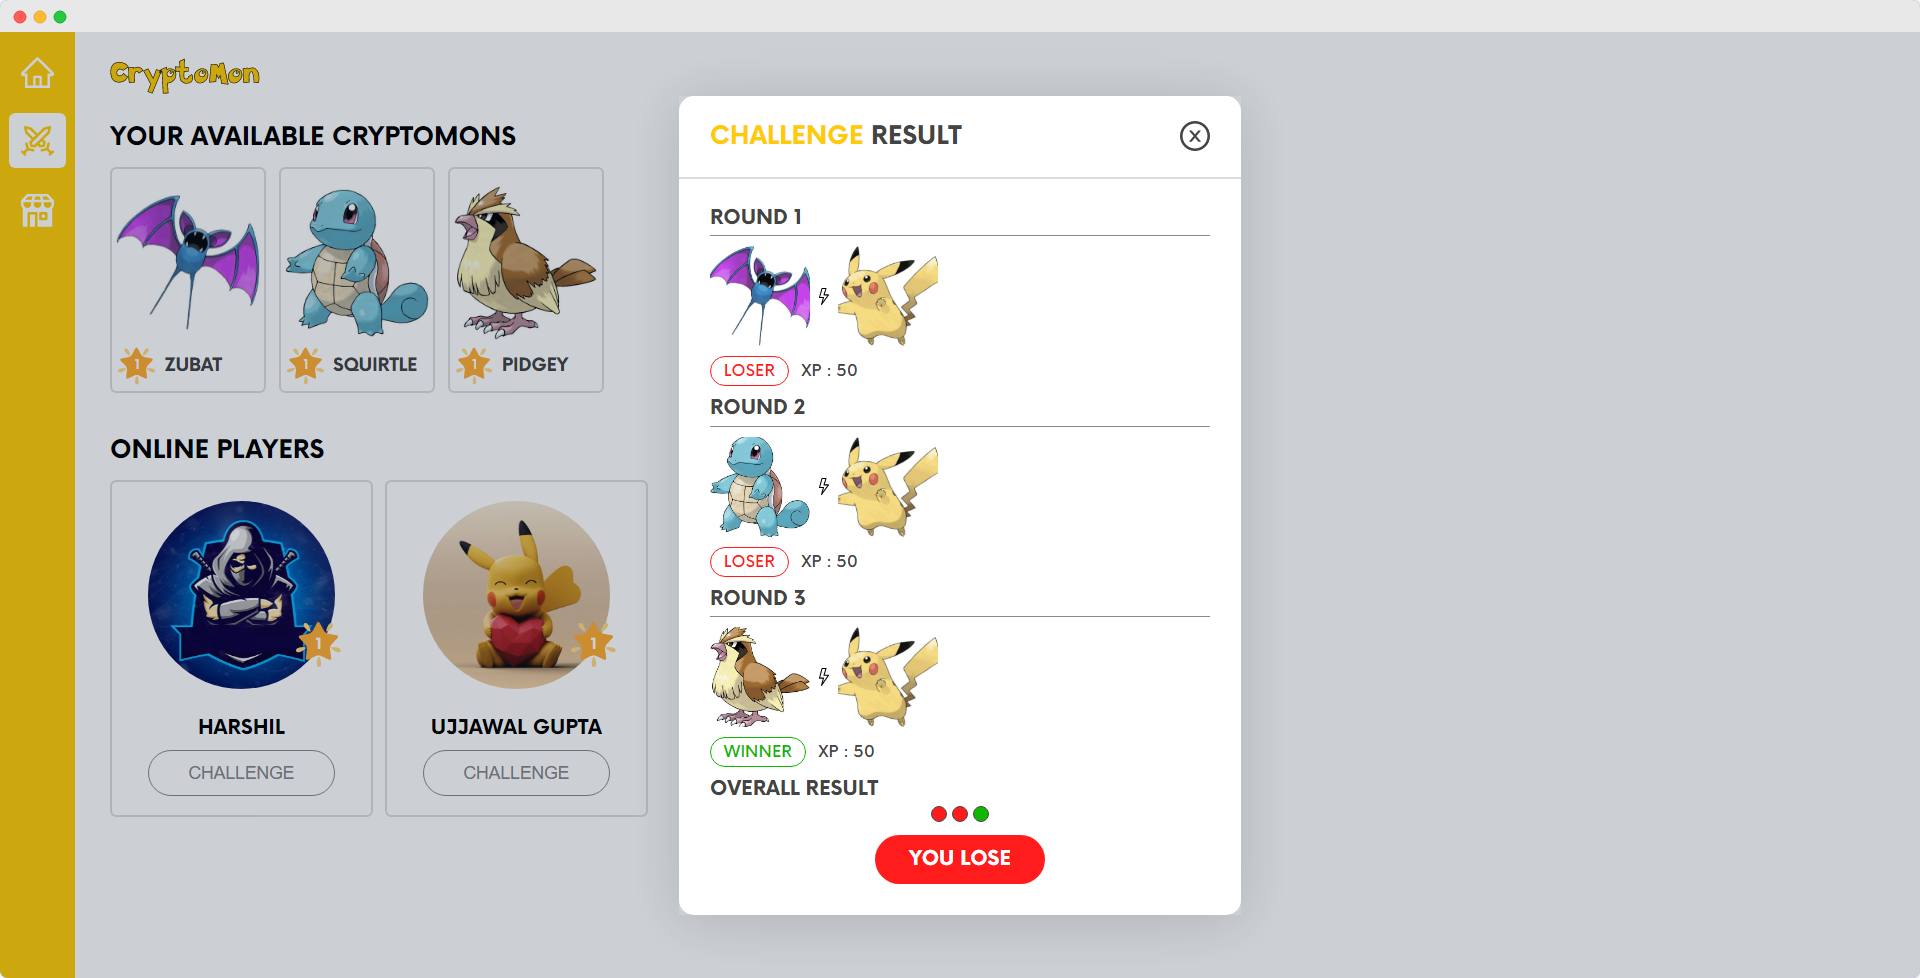 CryptoMon
YOUR AVAILABLE CRYPTOMONS
1 ZUBAT
1 SQUIRTLE
1 PIDGEY
ONLINE PLAYERS
1
HARSHIL
CHALLENGE
1
UJJAWAL GUPTA
CHALLENGE
CHALLENGE RESULT
ROUND 1
LOSER XP : 50
ROUND 2
LOSER XP : 50
ROUND 3
WINNER XP : 50
OVERALL RESULT
YOU LOSE